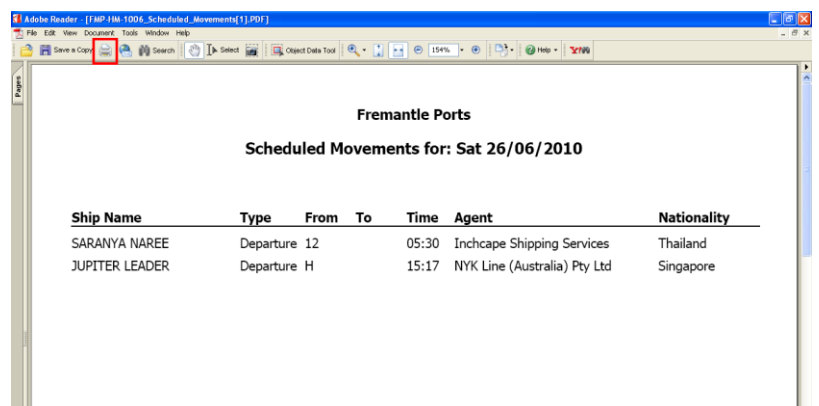 Adobe Reader - [FMP-HM-1006_Scheduled_Movements[1].PDF]
File Edit View Document Tools Window Help
Save a Copy Search Select Object Data Tool 154% Help Y!
Pages
Fremantle Ports
Scheduled Movements for: Sat 26/06/2010
Ship Name Type From To Time Agent Nationality
SARANYA NAREE Departure 12 05:30 Inchcape Shipping Services Thailand
JUPITER LEADER Departure H 15:17 NYK Line (Australia) Pty Ltd Singapore